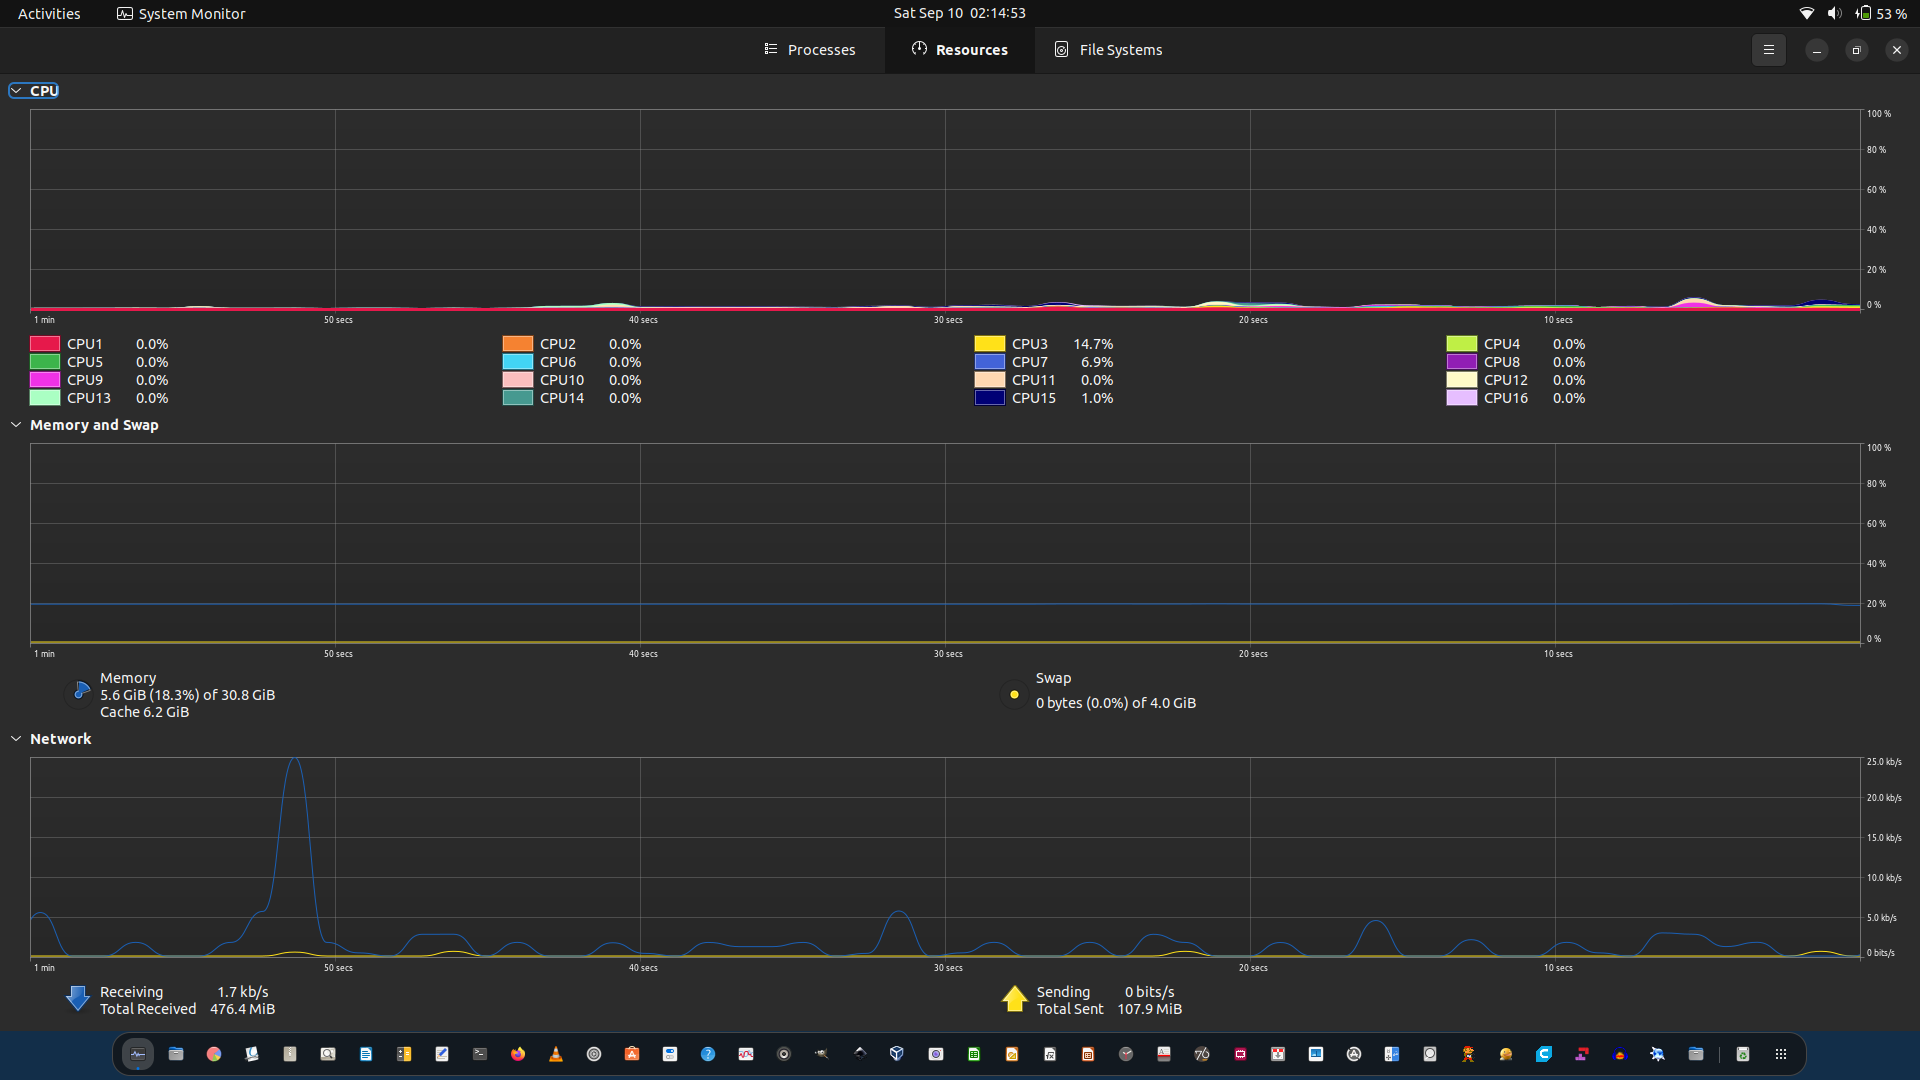 Activities System Monitor Sat Sep 10 02:14:53 53 %
Processes Resources File Systems
CPU
100 %
80 %
60 %
40 %
20 %
0 %
1 min 50 secs 40 secs 30 secs 20 secs 10 secs
CPU1 0.0% CPU2 0.0% CPU3 14.7% CPU4 0.0%
CPU5 0.0% CPU6 0.0% CPU7 6.9% CPU8 0.0%
CPU9 0.0% CPU10 0.0% CPU11 0.0% CPU12 0.0%
CPU13 0.0% CPU14 0.0% CPU15 1.0% CPU16 0.0%
Memory and Swap
100 %
80 %
60 %
40 %
20 %
0 %
1 min 50 secs 40 secs 30 secs 20 secs 10 secs
Memory
5.6 GiB (18.3%) of 30.8 GiB
Cache 6.2 GiB
Swap
0 bytes (0.0%) of 4.0 GiB
Network
25.0 kb/s
20.0 kb/s
15.0 kb/s
10.0 kb/s
5.0 kb/s
0 bits/s
1 min 50 secs 40 secs 30 secs 20 secs 10 secs
Receiving 1.7 kb/s
Total Received 476.4 MiB
Sending 0 bits/s
Total Sent 107.9 MiB
76